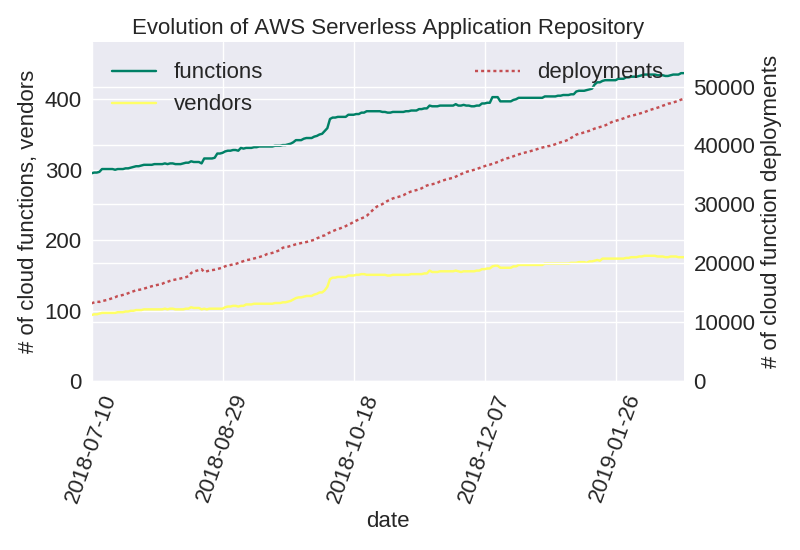 Evolution of AWS Serverless Application Repository
functions
vendors
deployments
# of cloud functions, vendors
400
300
200
100
0
# of cloud function deployments
50000
40000
30000
20000
10000
0
2018-07-10
2018-08-29
2018-10-18
2018-12-07
2019-01-26
date